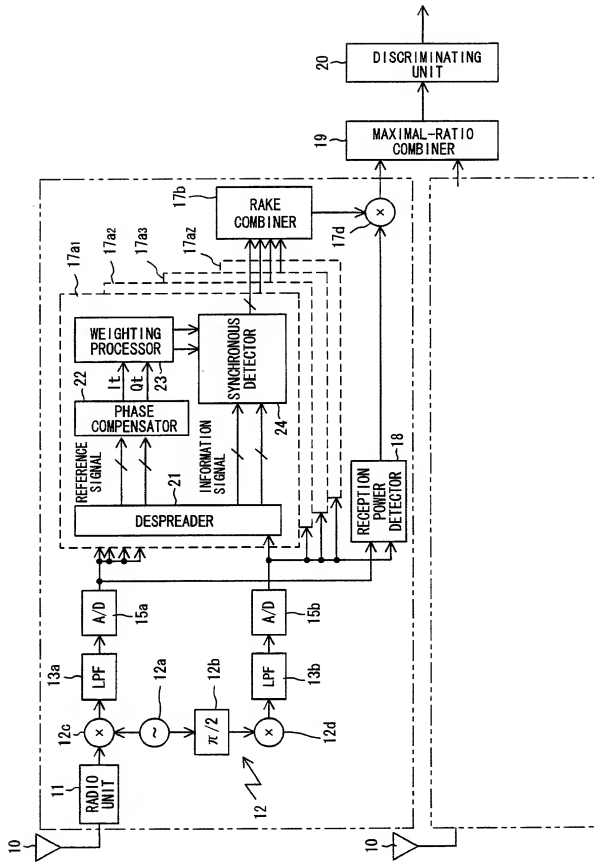 10
11
RADIO
UNIT
12
12c
×
12a
~
12b
π/2
12d
×
13a
LPF
13b
LPF
15a
A/D
15b
A/D
17a1
17a2
17a3
17a2
21
DESPREADER
REFERENCE
SIGNAL
INFORMATION
SIGNAL
22
PHASE
COMPENSATOR
It
Qt
WEIGHTING
PROCESSOR
23
SYNCHRONOUS
DETECTOR
24
17b
RAKE
COMBINER
17d
×
18
RECEPTION
POWER
DETECTOR
19
MAXIMAL-RATIO
COMBINER
20
DISCRIMINATING
UNIT
10